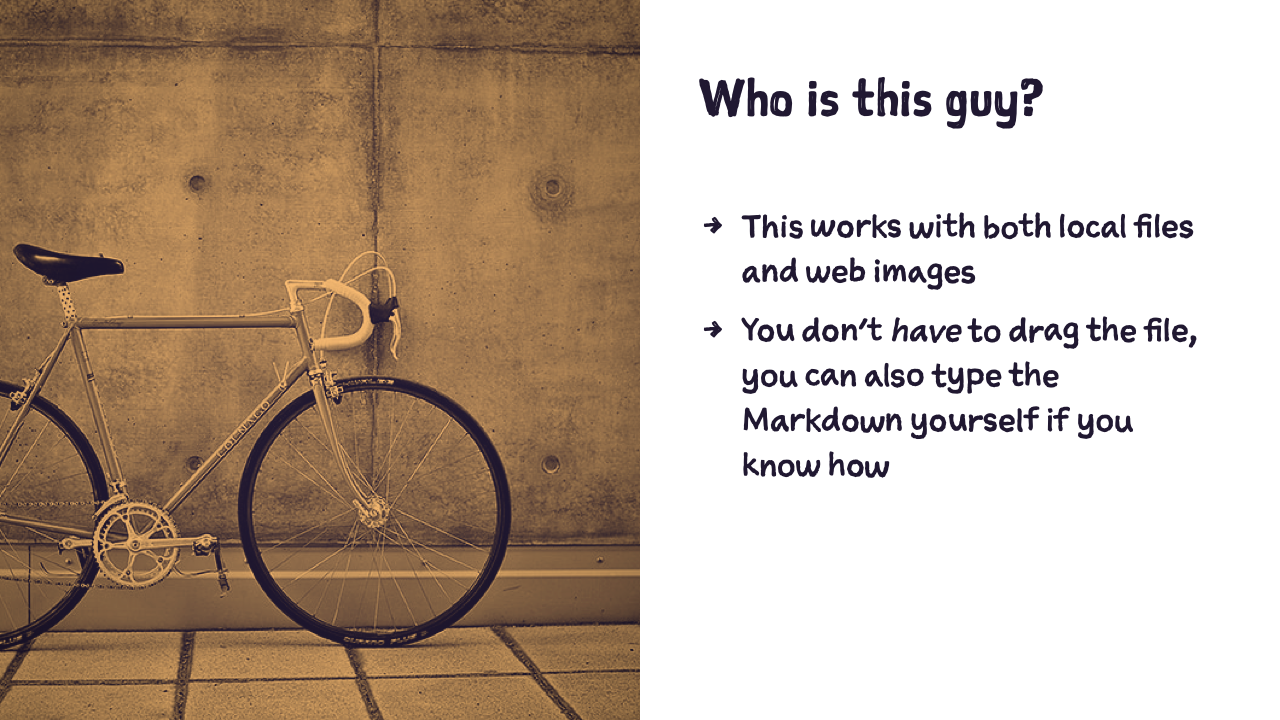 Who is this guy?
→ This works with both local files
and web images
→ You don't have to drag the file,
you can also type the
Markdown yourself if you
know how
COLNAGO